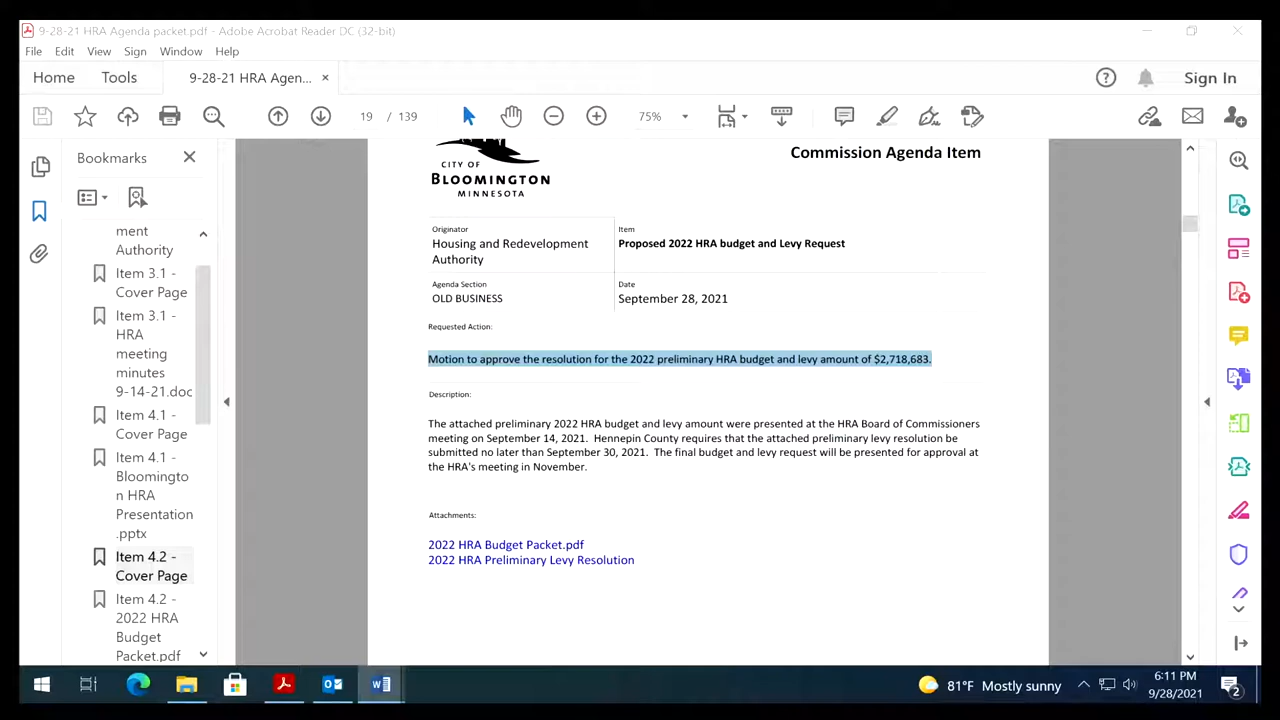 9-28-21 HRA Agenda packet.pdf - Adobe Acrobat Reader DC (32-bit)
File Edit View Sign Window Help
Home Tools 9-28-21 HRA Agen... × Sign In
19 / 139 75%
Bookmarks
ment
Authority
Item 3.1 -
Cover Page
Item 3.1 -
HRA
meeting
minutes
9-14-21.doc
Item 4.1 -
Cover Page
Item 4.1 -
Bloomingto
n HRA
Presentation
.pptx
Item 4.2 -
Cover Page
Item 4.2 -
2022 HRA
Budget
Packet.pdf
CITY OF
BLOOMINGTON
MINNESOTA
Commission Agenda Item
Originator
Housing and Redevelopment
Authority
Item
Proposed 2022 HRA budget and Levy Request
Agenda Section
OLD BUSINESS
Date
September 28, 2021
Requested Action:
Motion to approve the resolution for the 2022 preliminary HRA budget and levy amount of $2,718,683.
Description:
The attached preliminary 2022 HRA budget and levy amount were presented at the HRA Board of Commissioners
meeting on September 14, 2021. Hennepin County requires that the attached preliminary levy resolution be
submitted no later than September 30, 2021. The final budget and levy request will be presented for approval at
the HRA's meeting in November.
Attachments:
2022 HRA Budget Packet.pdf
2022 HRA Preliminary Levy Resolution
81°F Mostly sunny
6:11 PM
9/28/2021
2